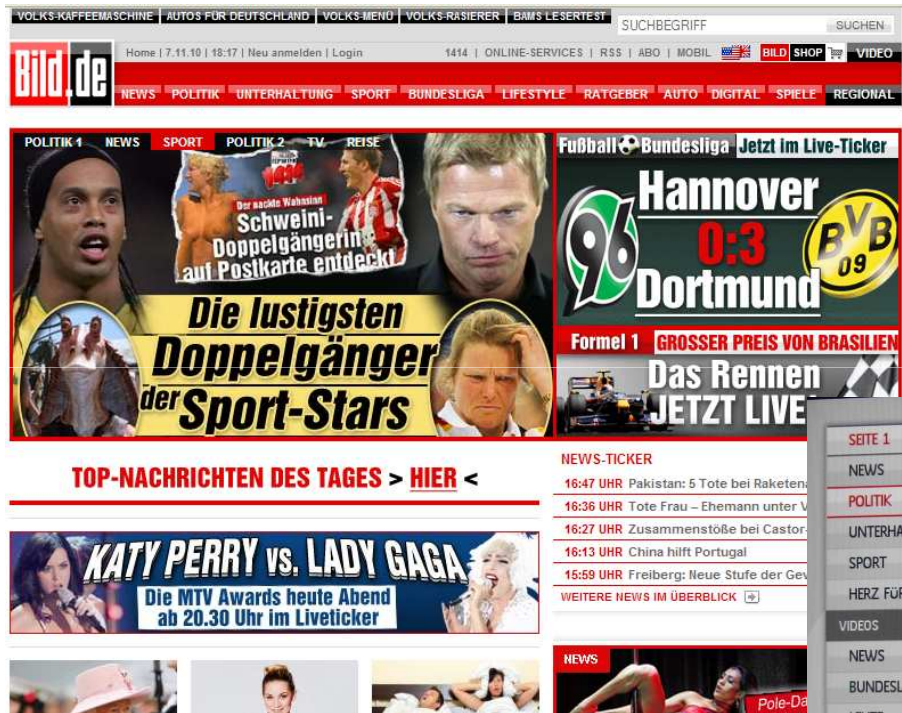 VOLKS-KAFFEEMASCHINE AUTOS FÜR DEUTSCHLAND VOLKS-MENÜ VOLKS-RASIERER BAMS LESERTEST
SUCHBEGRIFF SUCHEN
Bild.de
Home | 7.11.10 | 18:17 | Neu anmelden | Login
1414 | ONLINE-SERVICES | RSS | ABO | MOBIL BILD SHOP VIDEO
NEWS POLITIK UNTERHALTUNG SPORT BUNDESLIGA LIFESTYLE RATGEBER AUTO DIGITAL SPIELE REGIONAL
POLITIK 1 NEWS SPORT POLITIK 2 TV REISE
1414
Der nackte Wahnsinn
Schweini-
Doppelgängerin
auf Postkarte entdeckt
Die lustigsten
Doppelgänger
der Sport-Stars
Fußball Bundesliga Jetzt im Live-Ticker
96
Hannover
0:3
Dortmund
BVB
09
Formel 1 GROSSER PREIS VON BRASILIEN
Das Rennen
JETZT LIVE
TOP-NACHRICHTEN DES TAGES > HIER <
NEWS-TICKER
16:47 UHR Pakistan: 5 Tote bei Raketen
16:36 UHR Tote Frau – Ehemann unter V
16:27 UHR Zusammenstöße bei Castor-
16:13 UHR China hilft Portugal
15:59 UHR Freiberg: Neue Stufe der Gew
WEITERE NEWS IM ÜBERBLICK
KATY PERRY vs. LADY GAGA
Die MTV Awards heute Abend
ab 20.30 Uhr im Liveticker
NEWS
Pole-Da
SEITE 1
NEWS
POLITIK
UNTERHA
SPORT
HERZ FÜR
VIDEOS
NEWS
BUNDESL